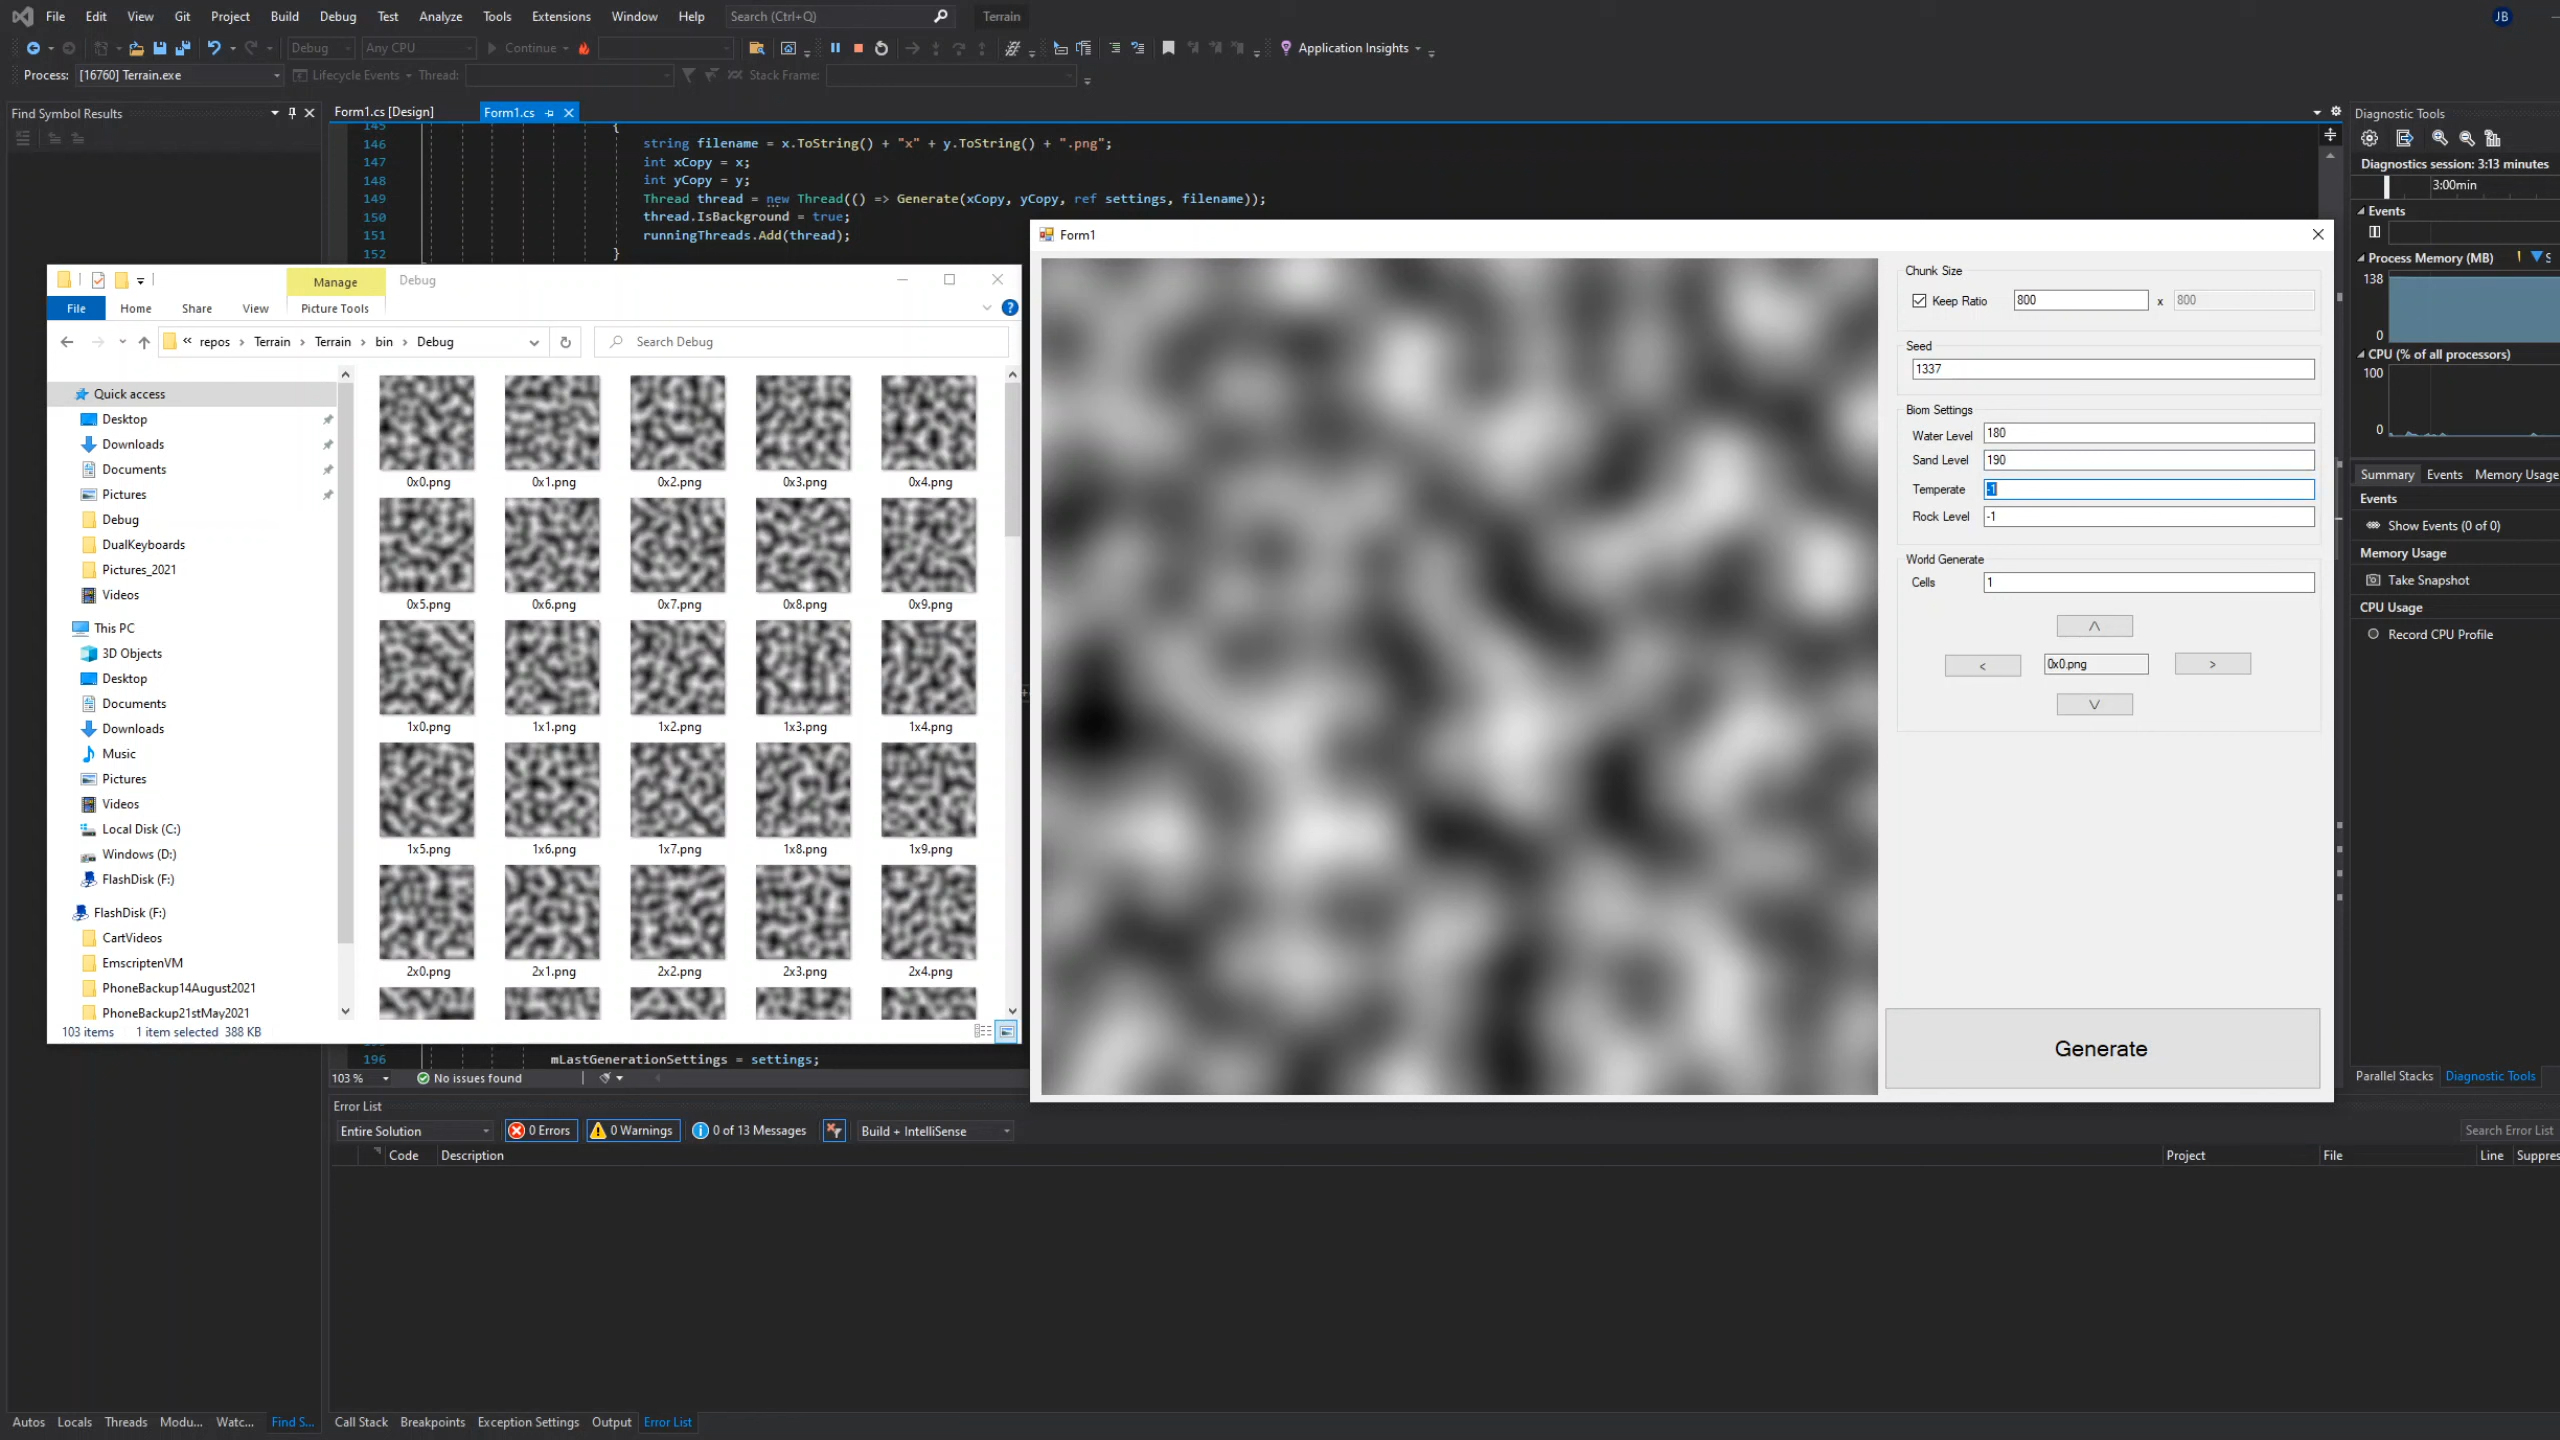 File Edit View Git Project Build Debug Test Analyze Tools Extensions Window Help Search (Ctrl+Q) Terrain JB
Debug Any CPU Continue Application Insights
Process: [16760] Terrain.exe Lifecycle Events Thread: Stack Frame:
Find Symbol Results
Form1.cs [Design] Form1.cs
145 {
146 string filename = x.ToString() + "x" + y.ToString() + ".png";
147 int xCopy = x;
148 int yCopy = y;
149 Thread thread = new Thread(() => Generate(xCopy, yCopy, ref settings, filename));
150 thread.IsBackground = true;
151 runningThreads.Add(thread);
152 }
Manage Debug
File Home Share View Picture Tools
« repos › Terrain › Terrain › bin › Debug
Search Debug
Quick access
Desktop
Downloads
Documents
Pictures
Debug
DualKeyboards
Pictures_2021
Videos
This PC
3D Objects
Desktop
Documents
Downloads
Music
Pictures
Videos
Local Disk (C:)
Windows (D:)
FlashDisk (F:)
FlashDisk (F:)
CartVideos
EmscriptenVM
PhoneBackup14August2021
PhoneBackup21stMay2021
0x0.png 0x1.png 0x2.png 0x3.png 0x4.png
0x5.png 0x6.png 0x7.png 0x8.png 0x9.png
1x0.png 1x1.png 1x2.png 1x3.png 1x4.png
1x5.png 1x6.png 1x7.png 1x8.png 1x9.png
2x0.png 2x1.png 2x2.png 2x3.png 2x4.png
103 items 1 item selected 388 KB
196 mLastGenerationSettings = settings;
103 % No issues found
Form1
Chunk Size
Keep Ratio 800 x 800
Seed
1337
Biom Settings
Water Level 180
Sand Level 190
Temperate -1
Rock Level -1
World Generate
Cells 1
^
< 0x0.png >
V
Generate
Diagnostic Tools
Diagnostics session: 3:13 minutes
3:00min
Events
Process Memory (MB) S
138
0
CPU (% of all processors)
100
0
Summary Events Memory Usage
Events
Show Events (0 of 0)
Memory Usage
Take Snapshot
CPU Usage
Record CPU Profile
Parallel Stacks Diagnostic Tools
Error List
Entire Solution 0 Errors 0 Warnings 0 of 13 Messages Build + IntelliSense Search Error List
Code Description Project File Line Suppres
Autos Locals Threads Modu... Watc... Find S... Call Stack Breakpoints Exception Settings Output Error List